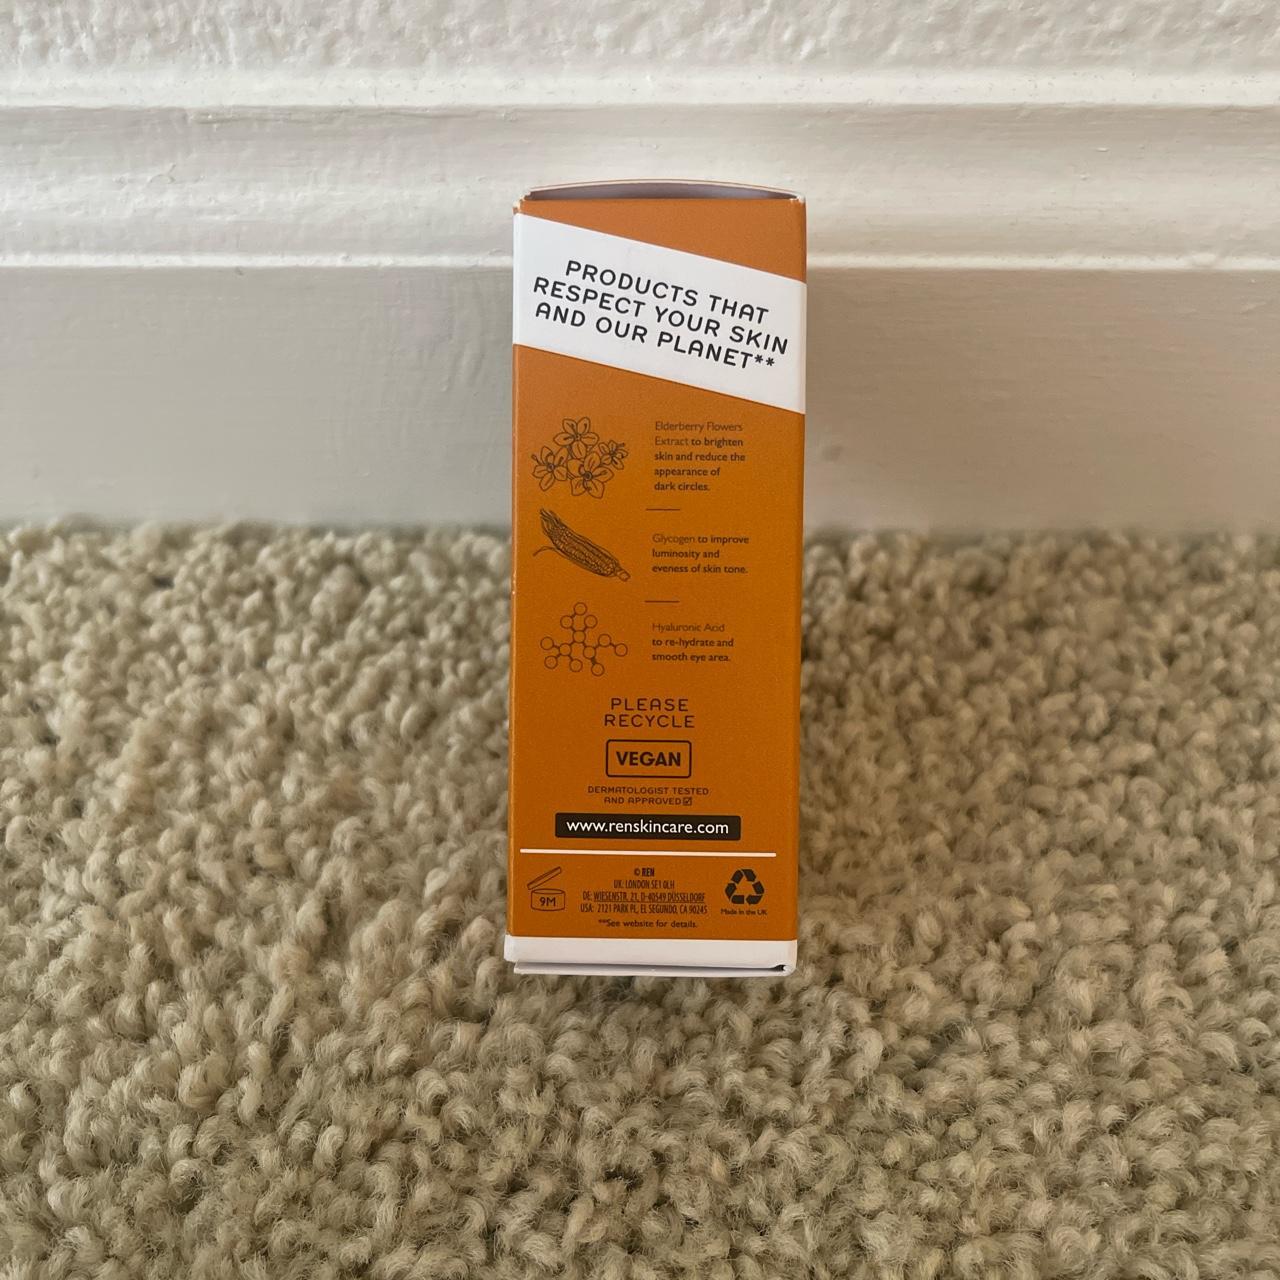 PRODUCTS THAT
RESPECT YOUR SKIN
AND OUR PLANET**
Elderberry Flowers
Extract to brighten
skin and reduce the
appearance of
dark circles.
Glycogen to improve
luminosity and
eveness of skin tone.
Hyaluronic Acid
to re-hydrate and
smooth eye area.
PLEASE
RECYCLE
VEGAN
DERMATOLOGIST TESTED
AND APPROVED
www.renskincare.com
9M
© REN
UK: LONDON SE1 0LH
DE: WIESENSTR. 21, D-40549 DÜSSELDORF
USA: 2121 PARK PL, EL SEGUNDO, CA 90245
**See website for details.
Made in the UK